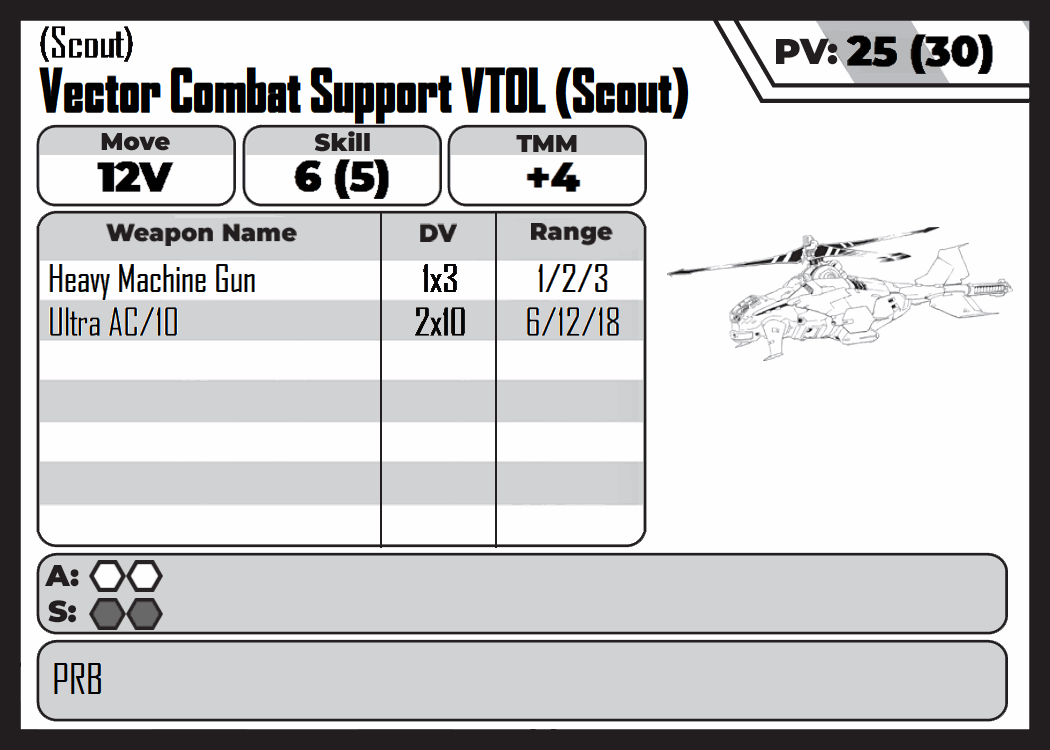 (Scout)
Vector Combat Support VTOL (Scout)
PV: 25 (30)
Move Skill TMM
12V 6 (5) +4
Weapon Name DV Range
Heavy Machine Gun 1x3 1/2/3
Ultra AC/10 2x10 6/12/18
A:
S:
PRB